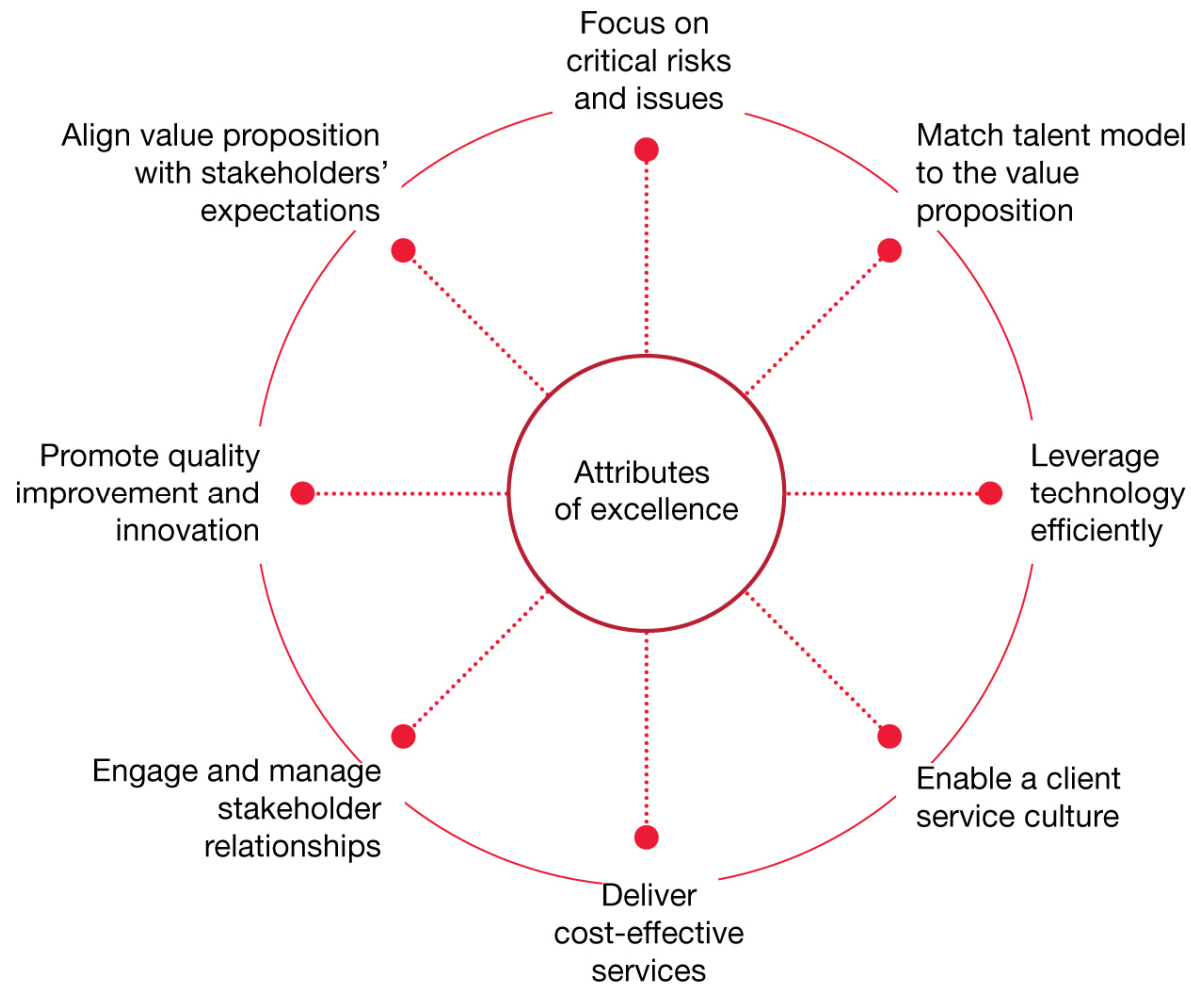 Focus on
critical risks
and issues
Match talent model
to the value
proposition
Leverage
technology
efficiently
Enable a client
service culture
Deliver
cost-effective
services
Engage and manage
stakeholder
relationships
Promote quality
improvement and
innovation
Align value proposition
with stakeholders’
expectations
Attributes
of excellence